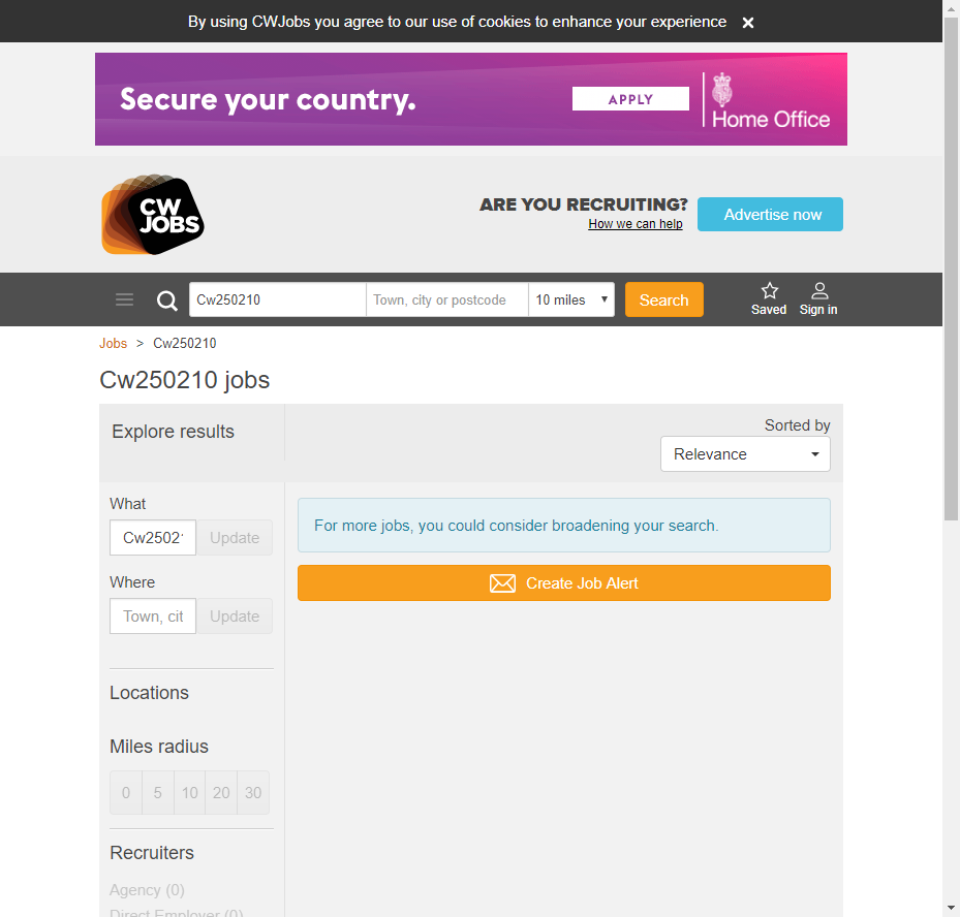 By using CWJobs you agree to our use of cookies to enhance your experience ×
Secure your country.
APPLY
Home Office
CW
JOBS
ARE YOU RECRUITING?
How we can help
Advertise now
Cw250210
Town, city or postcode
10 miles
Search
Saved
Sign in
Jobs > Cw250210
Cw250210 jobs
Explore results
Sorted by
Relevance
What
Cw2502
Update
Where
Town, cit
Update
For more jobs, you could consider broadening your search.
Create Job Alert
Locations
Miles radius
0 5 10 20 30
Recruiters
Agency (0)
Direct Employer (0)